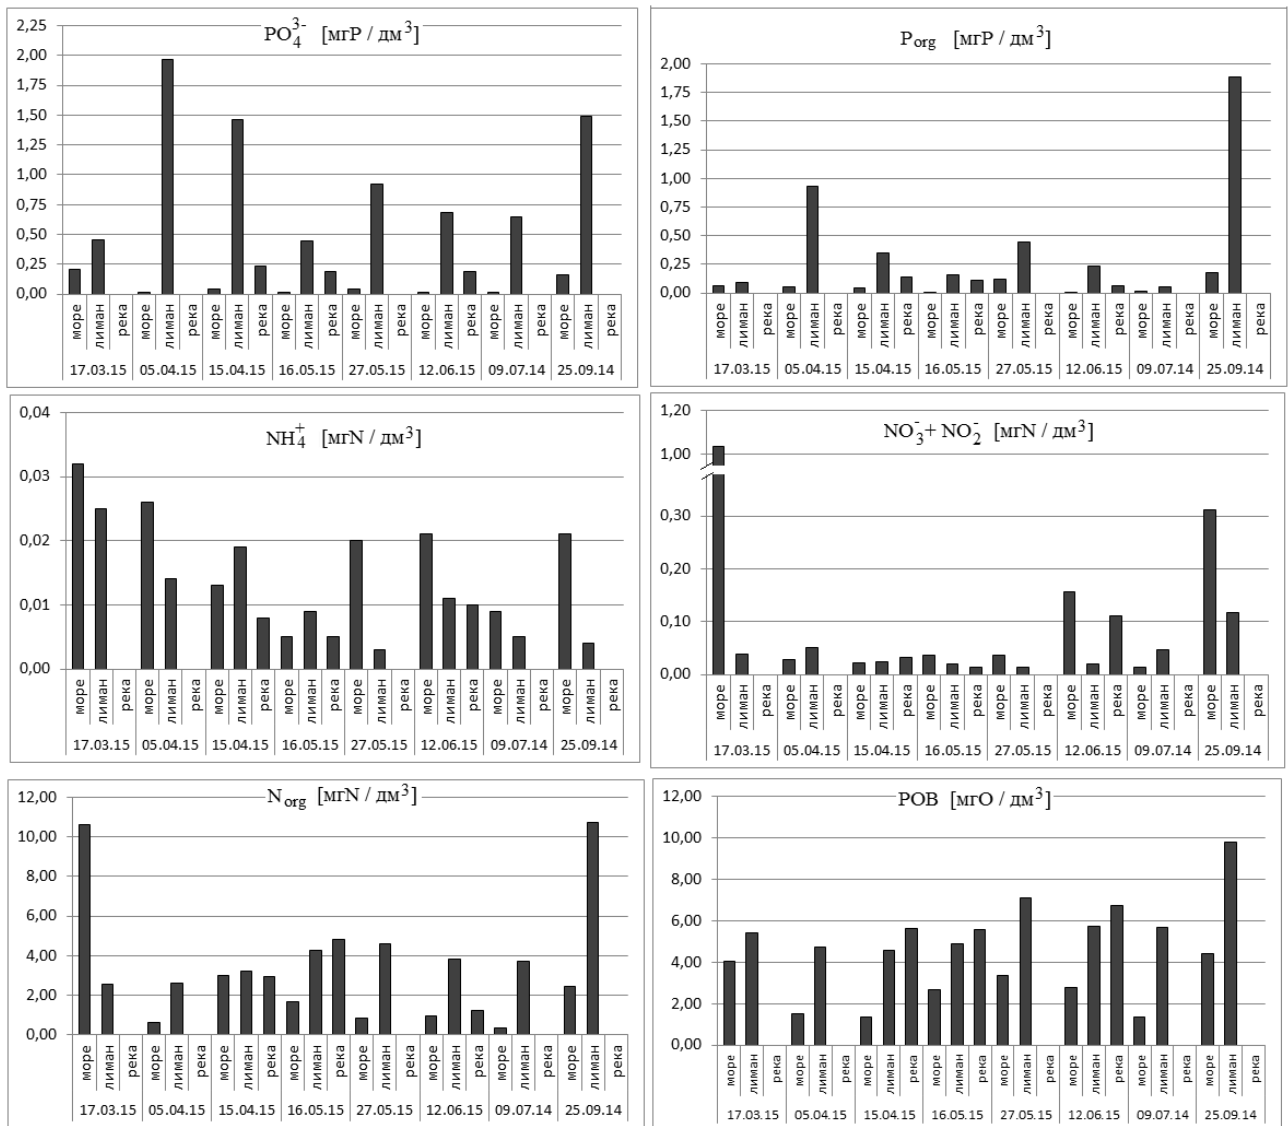 PO₄³⁻ [мгP / дм³]
2,25
2,00
1,75
1,50
1,25
1,00
0,75
0,50
0,25
0,00
море лиман река море лиман река море лиман река море лиман река море лиман река море лиман река море лиман река море лиман река
17.03.15 05.04.15 15.04.15 16.05.15 27.05.15 12.06.15 09.07.14 25.09.14
P org [мгP / дм³]
2,00
1,75
1,50
1,25
1,00
0,75
0,50
0,25
0,00
море лиман река море лиман река море лиман река море лиман река море лиман река море лиман река море лиман река море лиман река
17.03.15 05.04.15 15.04.15 16.05.15 27.05.15 12.06.15 09.07.14 25.09.14
NH₄⁺ [мгN / дм³]
0,04
0,03
0,02
0,01
0,00
море лиман река море лиман река море лиман река море лиман река море лиман река море лиман река море лиман река море лиман река
17.03.15 05.04.15 15.04.15 16.05.15 27.05.15 12.06.15 09.07.14 25.09.14
NO₃⁻ + NO₂⁻ [мгN / дм³]
1,20
1,00
0,30
0,20
0,10
0,00
море лиман река море лиман река море лиман река море лиман река море лиман река море лиман река море лиман река море лиман река
17.03.15 05.04.15 15.04.15 16.05.15 27.05.15 12.06.15 09.07.14 25.09.14
N org [мгN / дм³]
12,00
10,00
8,00
6,00
4,00
2,00
0,00
море лиман река море лиман река море лиман река море лиман река море лиман река море лиман река море лиман река море лиман река
17.03.15 05.04.15 15.04.15 16.05.15 27.05.15 12.06.15 09.07.14 25.09.14
РОВ [мгО / дм³]
12,00
10,00
8,00
6,00
4,00
2,00
0,00
море лиман река море лиман река море лиман река море лиман река море лиман река море лиман река море лиман река море лиман река
17.03.15 05.04.15 15.04.15 16.05.15 27.05.15 12.06.15 09.07.14 25.09.14